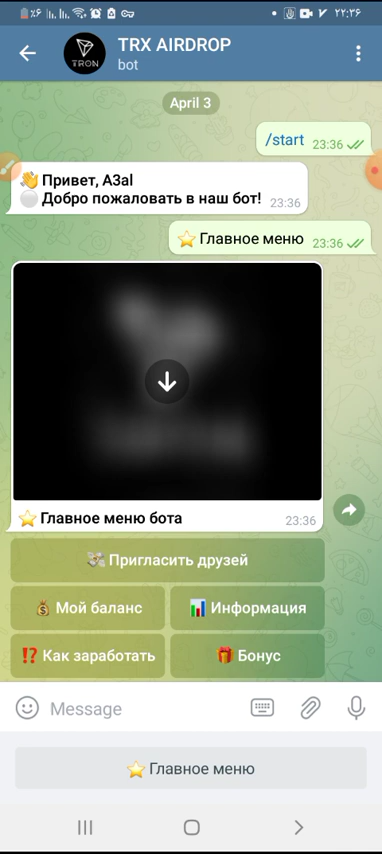 ٪۶ ۲۲:۳۶
TRX AIRDROP
TRON
bot
April 3
/start 23:36
👋 Привет, A3al
⚪ Добро пожаловать в наш бот! 23:36
⭐ Главное меню 23:36
⭐ Главное меню бота 23:36
💸 Пригласить друзей
💰 Мой баланс 📊 Информация
⁉️ Как заработать 🎁 Бонус
Message
⭐ Главное меню